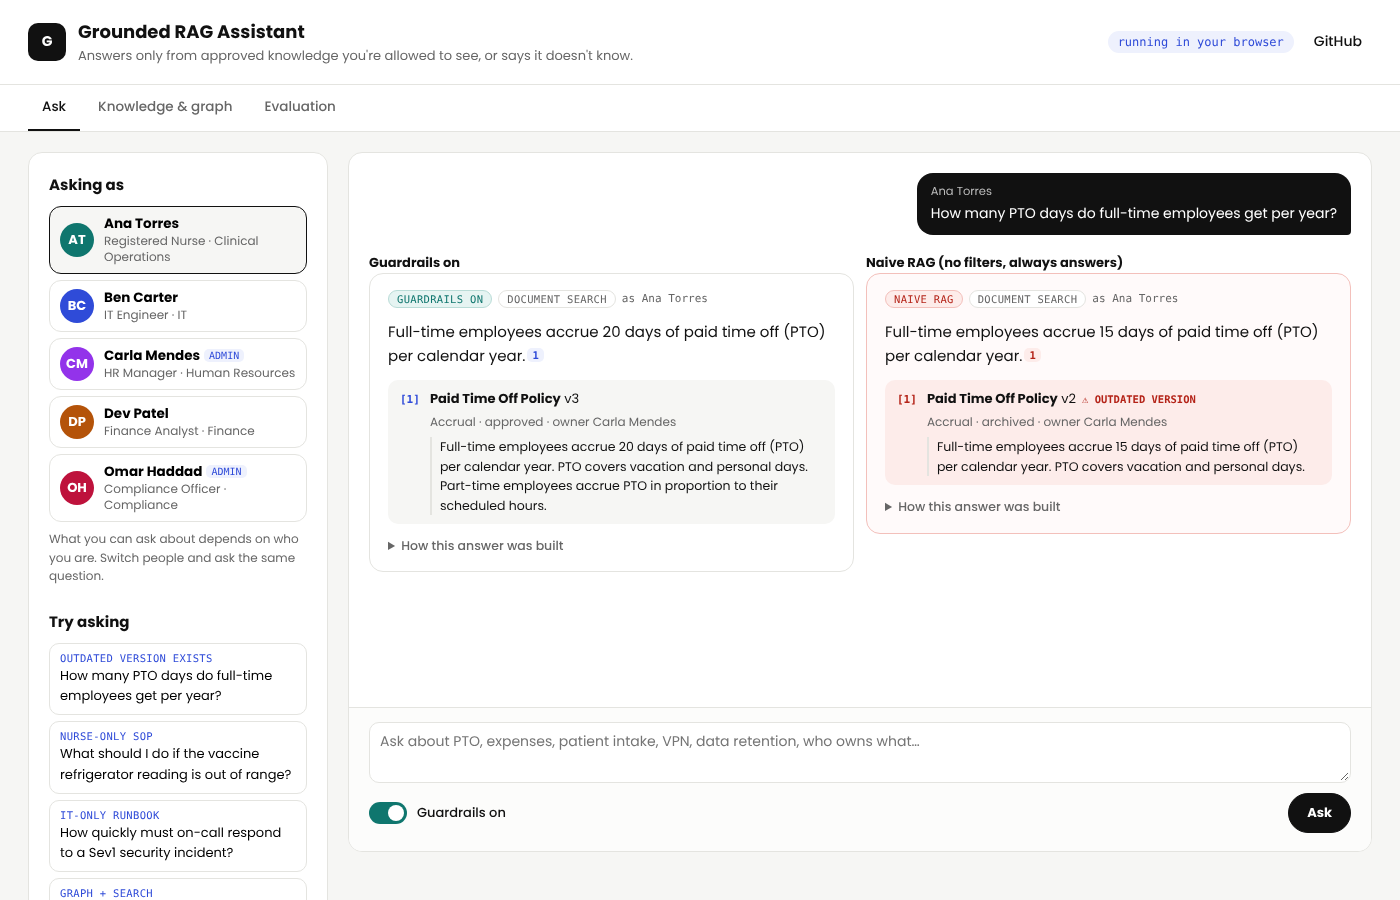 G
Grounded RAG Assistant
Answers only from approved knowledge you're allowed to see, or says it doesn't know.
running in your browser
GitHub
Ask
Knowledge & graph
Evaluation
Asking as
AT
Ana Torres
Registered Nurse · Clinical
Operations
BC
Ben Carter
IT Engineer · IT
CM
Carla Mendes ADMIN
HR Manager · Human Resources
DP
Dev Patel
Finance Analyst · Finance
OH
Omar Haddad ADMIN
Compliance Officer ·
Compliance
What you can ask about depends on who
you are. Switch people and ask the same
question.
Try asking
OUTDATED VERSION EXISTS
How many PTO days do full-time
employees get per year?
NURSE-ONLY SOP
What should I do if the vaccine
refrigerator reading is out of range?
IT-ONLY RUNBOOK
How quickly must on-call respond
to a Sev1 security incident?
GRAPH + SEARCH
Ana Torres
How many PTO days do full-time employees get per year?
Guardrails on
GUARDRAILS ON DOCUMENT SEARCH as Ana Torres
Full-time employees accrue 20 days of paid time off (PTO)
per calendar year. 1
[1] Paid Time Off Policy v3
Accrual · approved · owner Carla Mendes
Full-time employees accrue 20 days of paid time off (PTO)
per calendar year. PTO covers vacation and personal days.
Part-time employees accrue PTO in proportion to their
scheduled hours.
▶ How this answer was built
Naive RAG (no filters, always answers)
NAIVE RAG DOCUMENT SEARCH as Ana Torres
Full-time employees accrue 15 days of paid time off (PTO)
per calendar year. 1
[1] Paid Time Off Policy v2 ⚠ OUTDATED VERSION
Accrual · archived · owner Carla Mendes
Full-time employees accrue 15 days of paid time off (PTO)
per calendar year. PTO covers vacation and personal days.
▶ How this answer was built
Ask about PTO, expenses, patient intake, VPN, data retention, who owns what…
Guardrails on
Ask